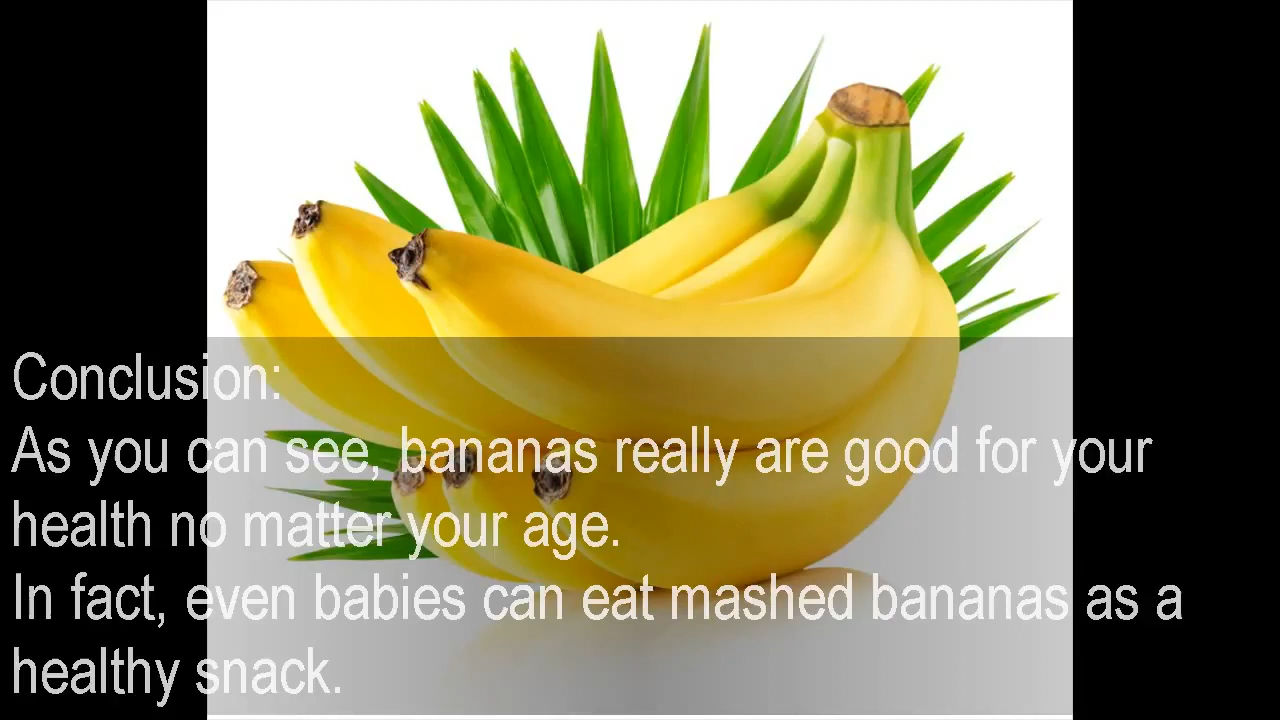 Conclusion:
As you can see, bananas really are good for your
health no matter your age.
In fact, even babies can eat mashed bananas as a
healthy snack.